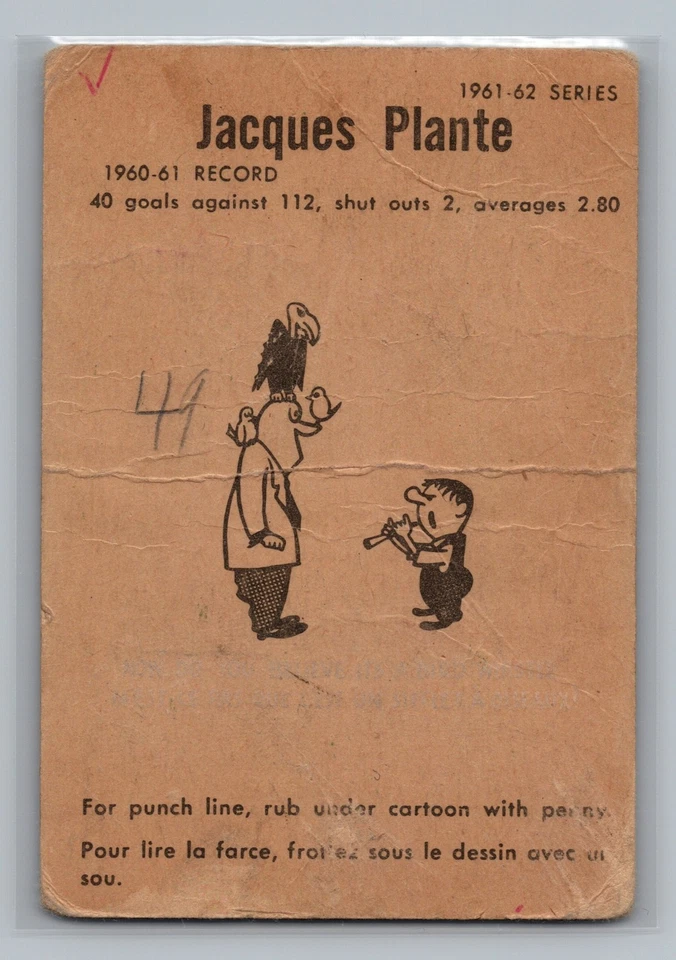 1961-62 SERIES
Jacques Plante
1960-61 RECORD
40 goals against 112, shut outs 2, averages 2.80
49
For punch line, rub under cartoon with penny.
Pour lire la farce, frottez sous le dessin avec un
sou.